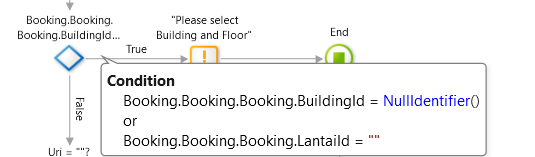 Booking.Booking.
Booking.BuildingId...
"Please select
Building and Floor"
End
True
False
Condition
Booking.Booking.Booking.BuildingId = NullIdentifier()
or
Booking.Booking.Booking.LantaiId = ""
Uri = ""?